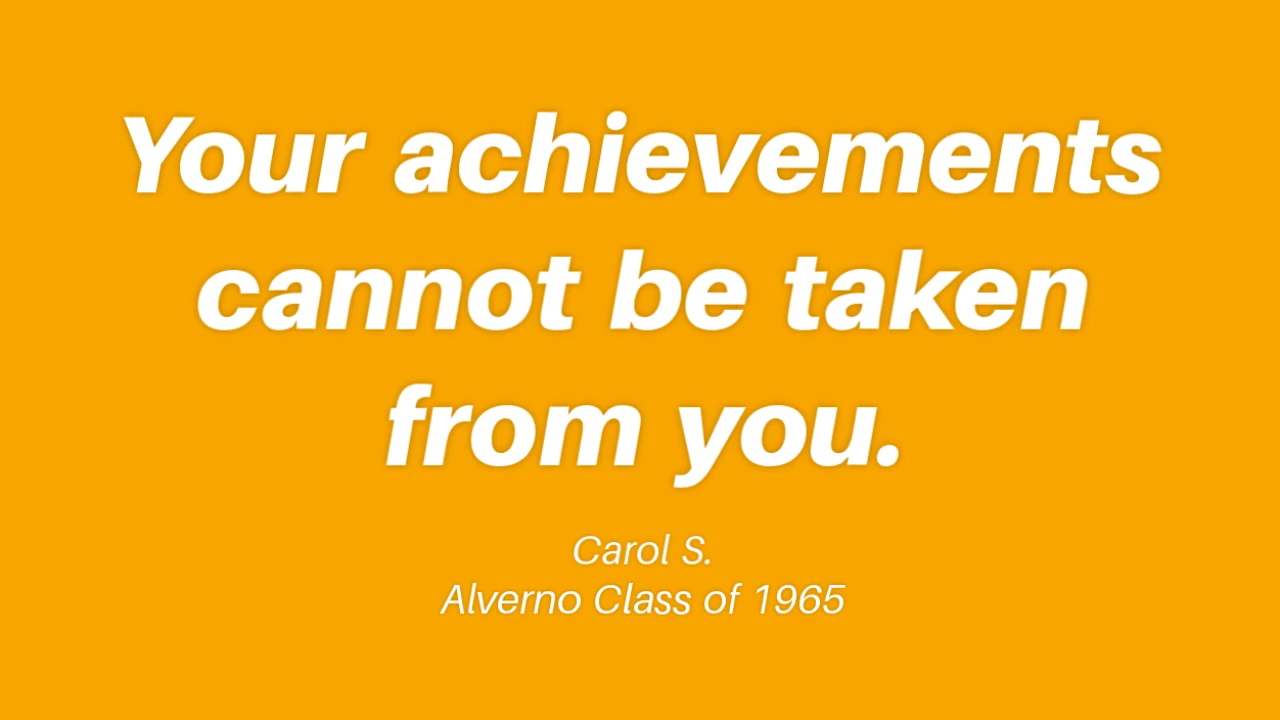 Your achievements
cannot be taken
from you.
Carol S.
Alverno Class of 1965